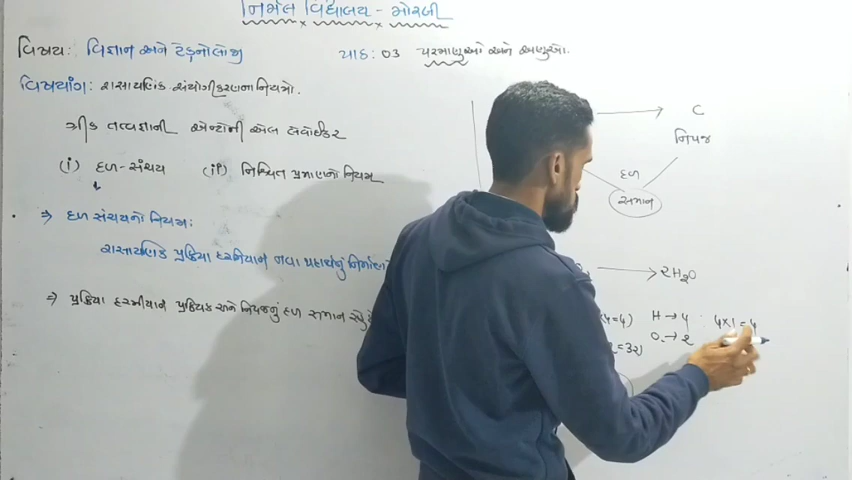 નિર્મલ વિદ્યાલય - મોરબી
વિષય: વિજ્ઞાન અને ટેક્નોલોજી પાઠ: 03 પરમાણુઓ અને અણુઓ.
વિષયાંગ: રાસાયણિક સંયોગીકરણના નિયમો.
ગ્રીક તત્વજ્ઞાની એન્ટોની એલ લેવોઈઝર
(i) દળ-સંચય (ii) નિશ્ચિત પ્રમાણનો નિયમ
⇒ દળ સંચયનો નિયમ:
રાસાયણિક પ્રક્રિયા દરમિયાન નવા પદાર્થનું નિર્માણ
⇒ પ્રક્રિયા દરમીયાન પ્રક્રિયક અને નિપજનું દળ સમાન રહે
→ C
નિપજ
દળ
સમાન
→ 2H2O
=4) H → 4 : 4×1=4
=32) O → 2